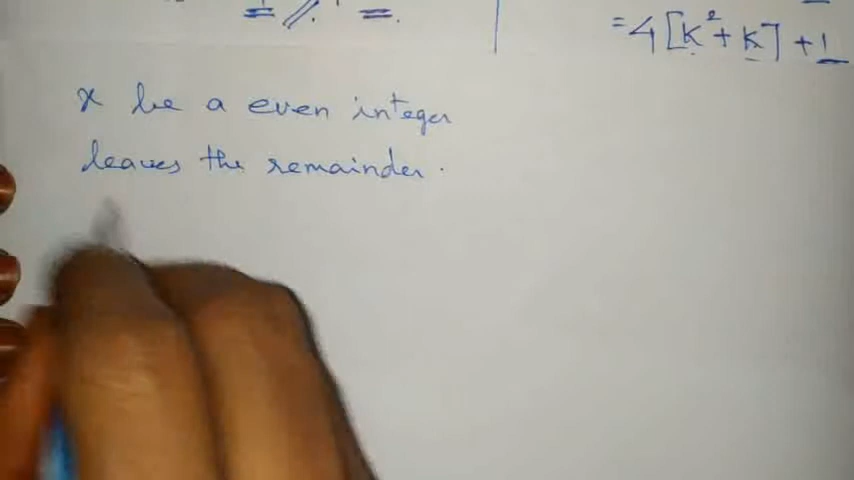 = 4[k² + k] + 1
x be a even integer
leaves the remainder.